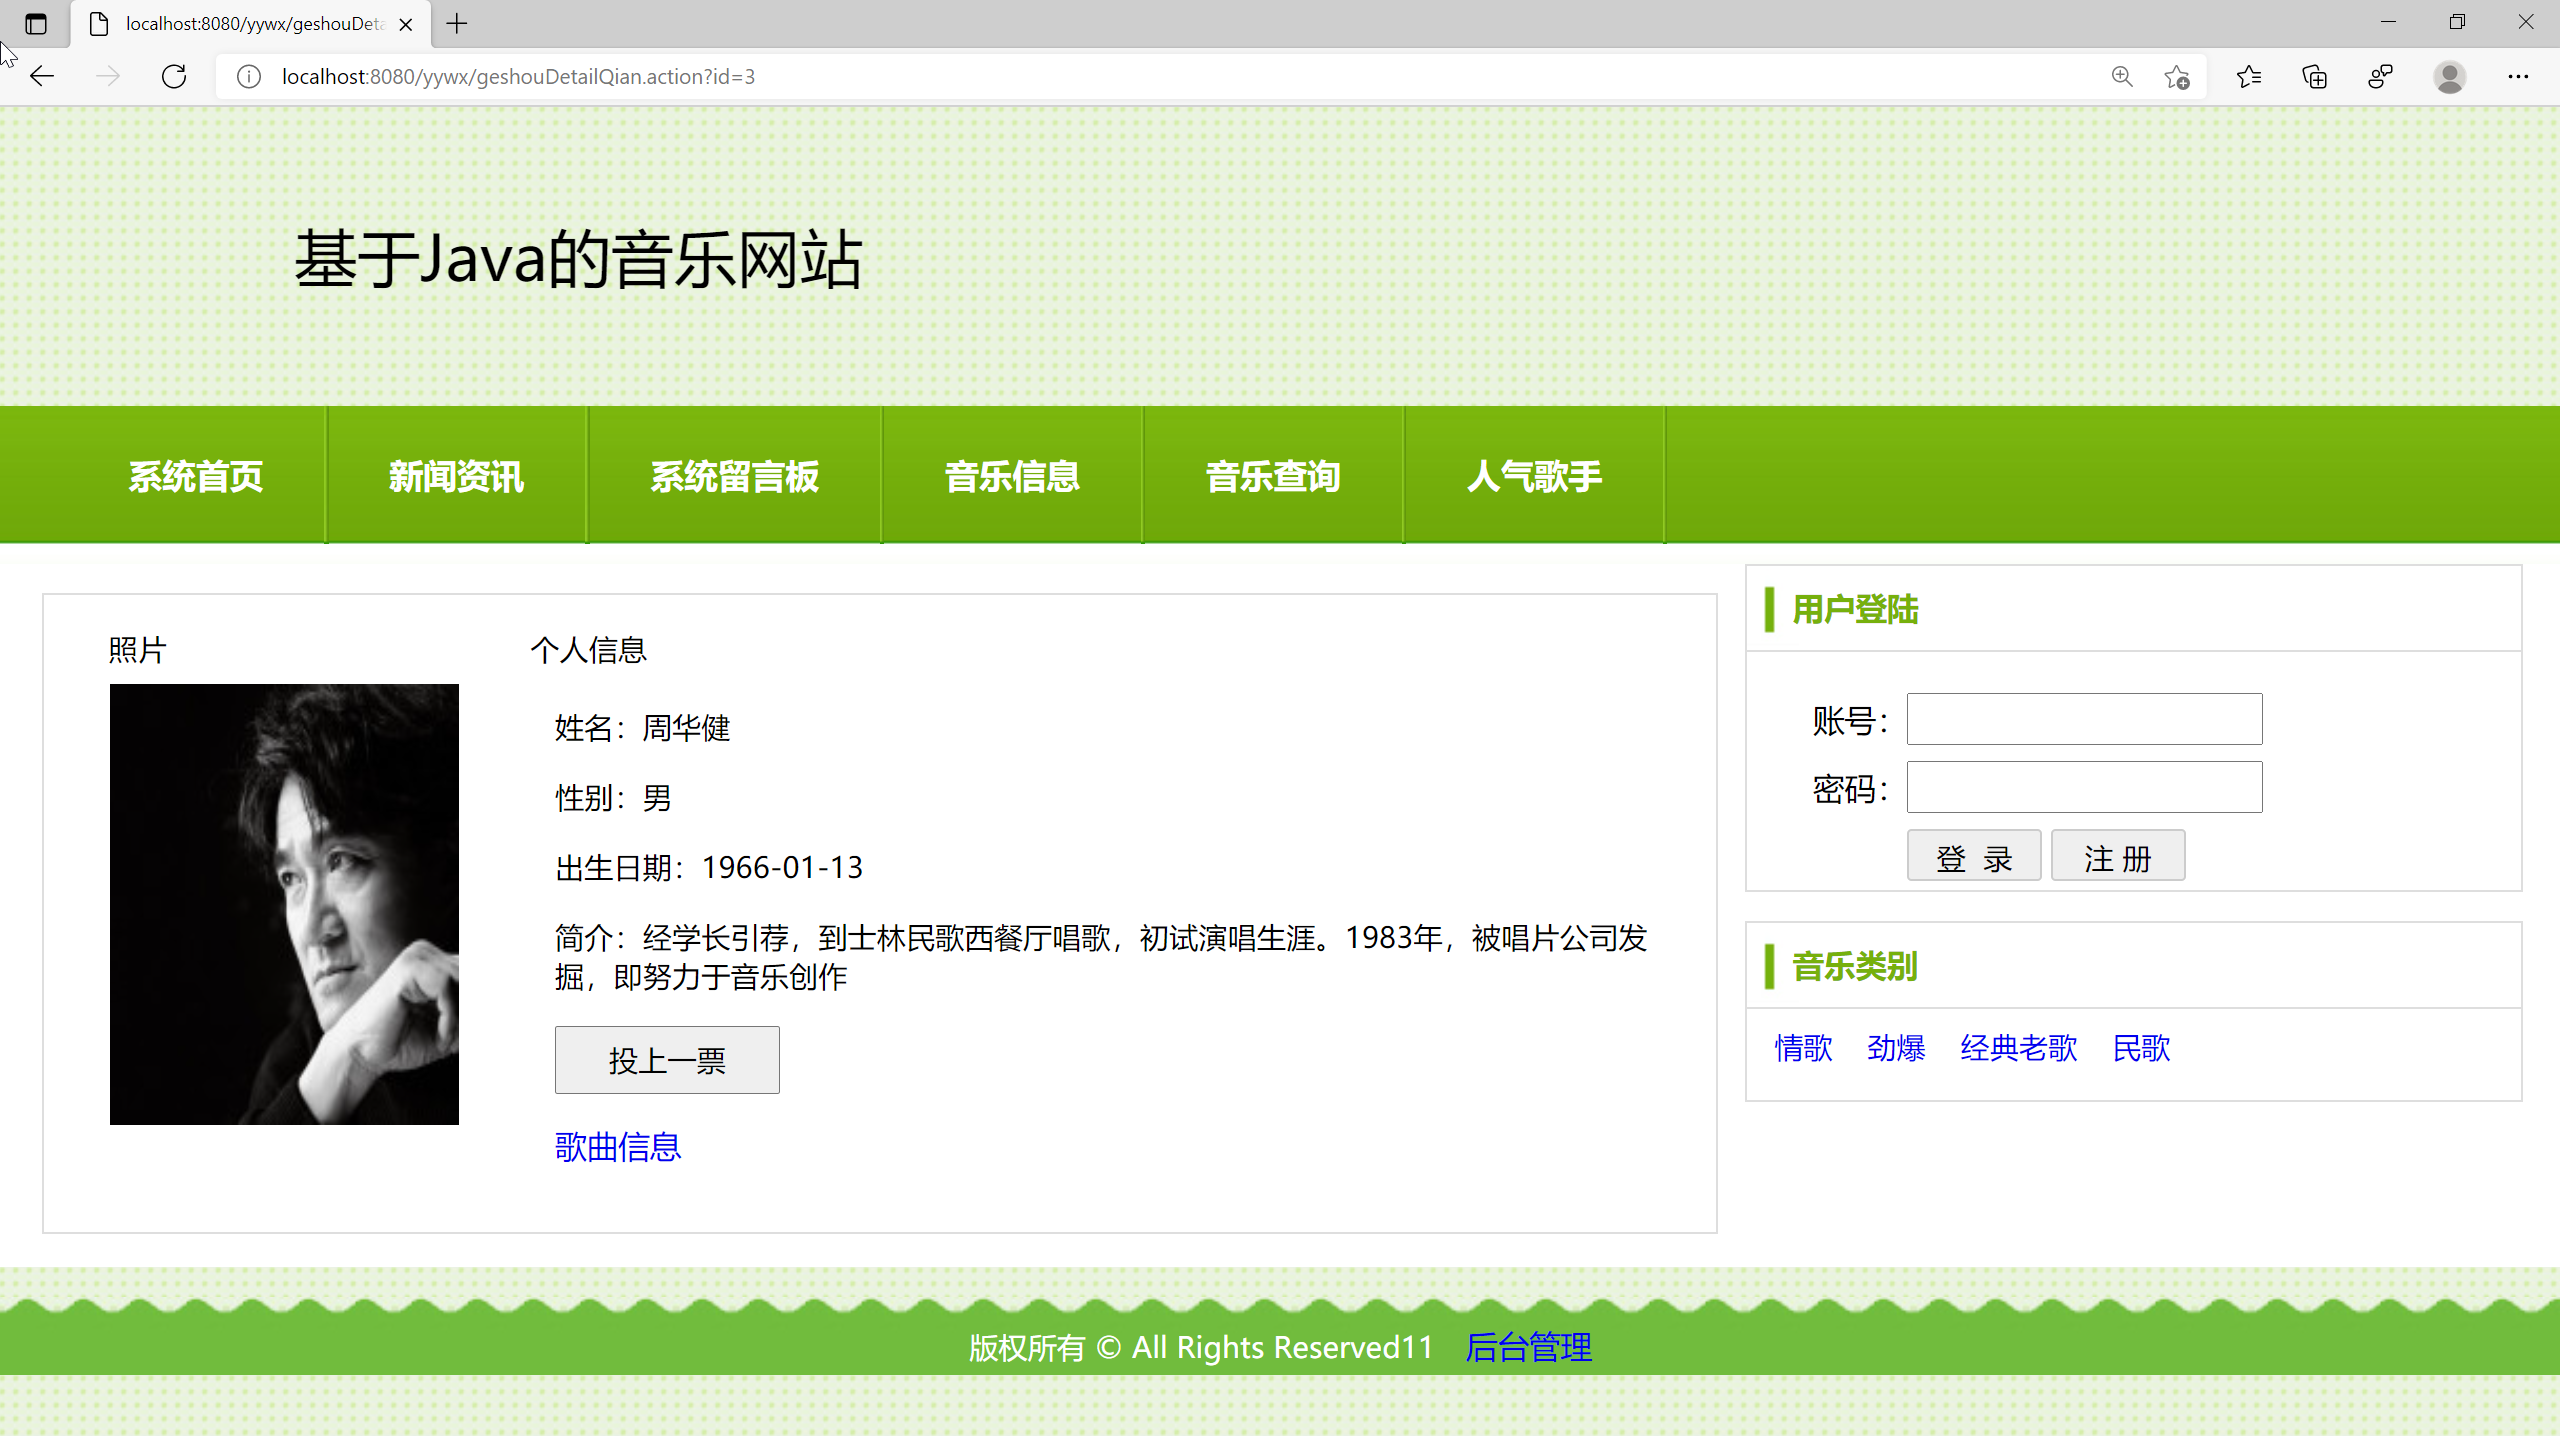 localhost:8080/yywx/geshouDeta
localhost:8080/yywx/geshouDetailQian.action?id=3
基于Java的音乐网站
系统首页 新闻资讯 系统留言板 音乐信息 音乐查询 人气歌手
照片
个人信息
姓名：周华健
性别：男
出生日期：1966-01-13
简介：经学长引荐，到士林民歌西餐厅唱歌，初试演唱生涯。1983年，被唱片公司发
掘，即努力于音乐创作
投上一票
歌曲信息
用户登陆
账号：
密码：
登 录 注 册
音乐类别
情歌 劲爆 经典老歌 民歌
版权所有 © All Rights Reserved11 后台管理